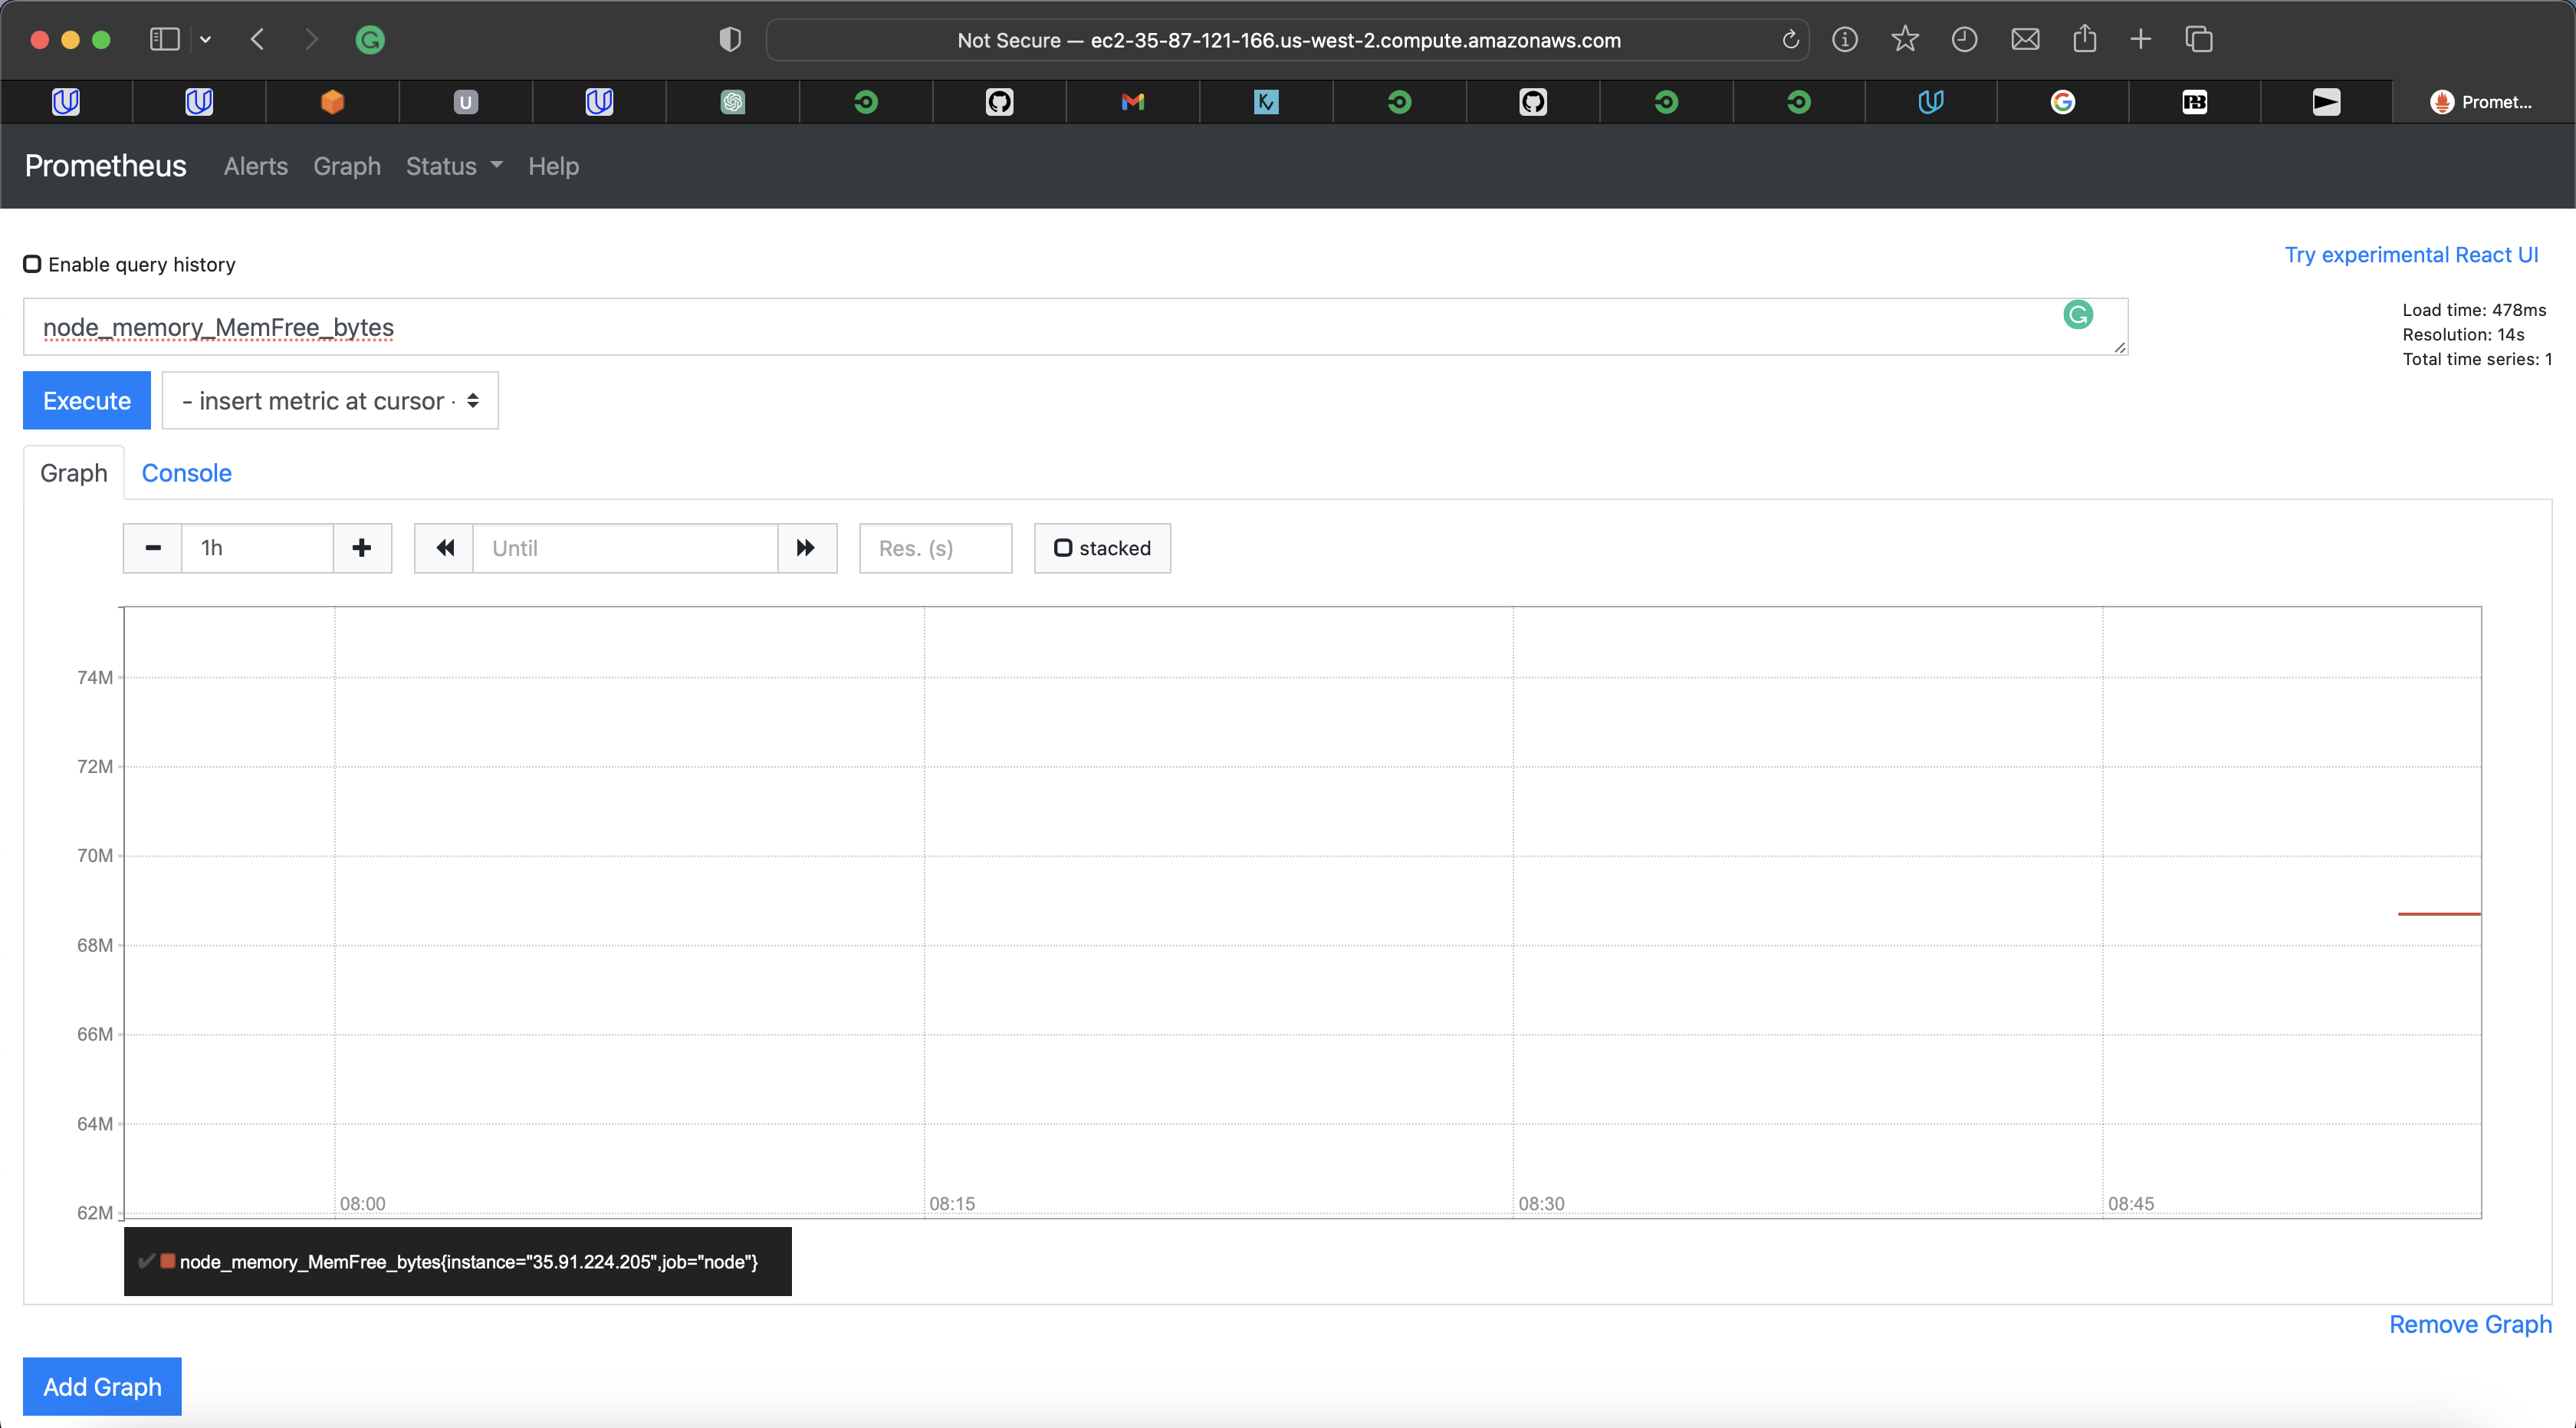 Not Secure — ec2-35-87-121-166.us-west-2.compute.amazonaws.com
U
K
G
PB
Promet...
Prometheus Alerts Graph Status Help
Enable query history
Try experimental React UI
node_memory_MemFree_bytes
Load time: 478ms
Resolution: 14s
Total time series: 1
Execute
- insert metric at cursor -
Graph Console
1h
Until
Res. (s)
stacked
74M
72M
70M
68M
66M
64M
62M
08:00 08:15 08:30 08:45
node_memory_MemFree_bytes{instance="35.91.224.205",job="node"}
Remove Graph
Add Graph